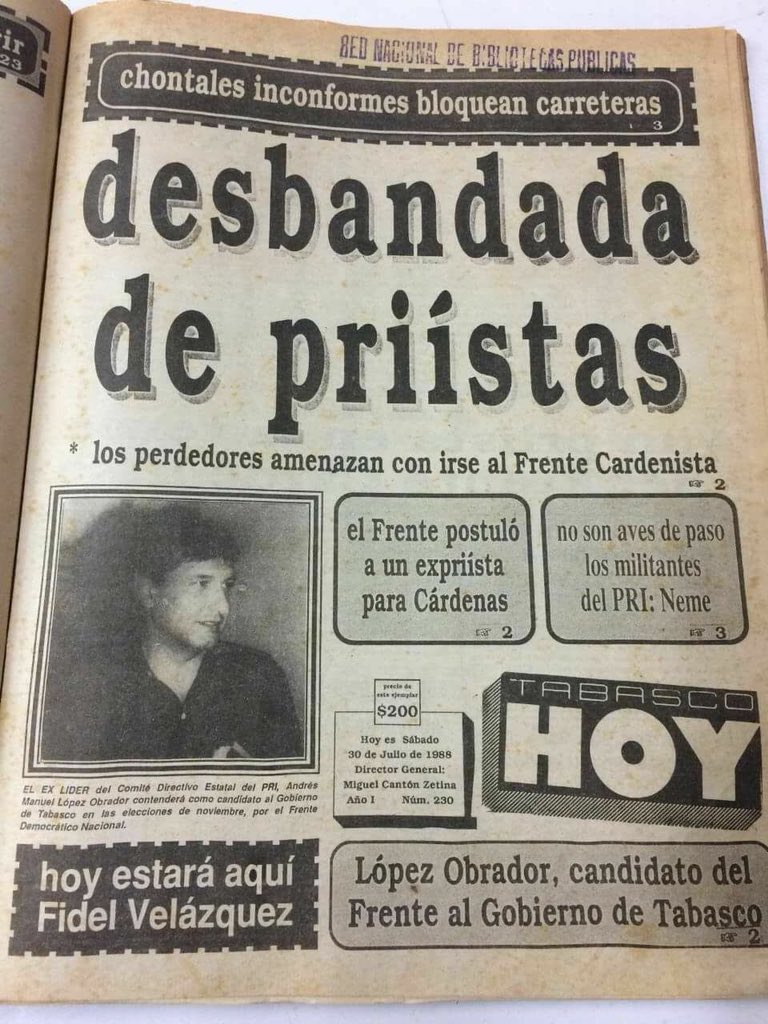 ir
23
RED NACIONAL DE BIBLIOTECAS PUBLICAS
chontales inconformes bloquean carreteras
3
desbandada
de priístas
* los perdedores amenazan con irse al Frente Cardenista
☞ 2
el Frente postuló
a un expriísta
para Cárdenas
☞ 2
no son aves de paso
los militantes
del PRI: Neme
☞ 3
EL EX LIDER del Comité Directivo Estatal del PRI, Andrés
Manuel López Obrador contenderá como candidato al Gobierno
de Tabasco en las elecciones de noviembre, por el Frente
Democrático Nacional.
precio de
este ejemplar
$200
Hoy es Sábado
30 de Julio de 1988
Director General:
Miguel Cantón Zetina
Año I Núm. 230
TABASCO
HOY
hoy estará aquí
Fidel Velázquez
López Obrador, candidato del
Frente al Gobierno de Tabasco
☞ 2